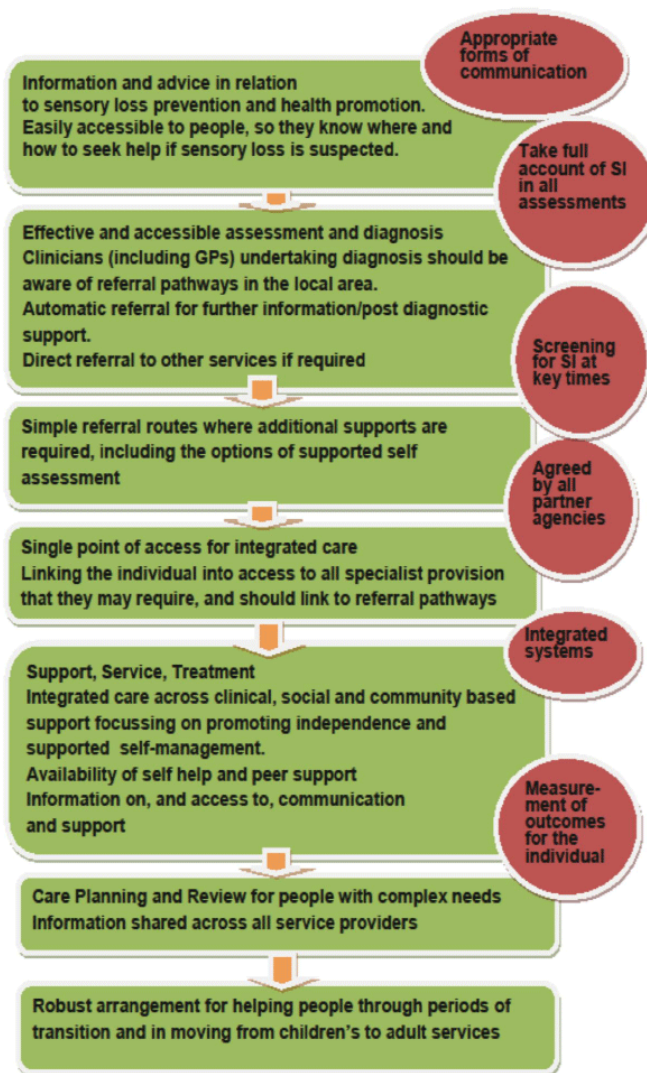 Appropriate
forms of
communication
Information and advice in relation
to sensory loss prevention and health promotion.
Easily accessible to people, so they know where and
how to seek help if sensory loss is suspected.
Take full
account of SI
in all
assessments
Effective and accessible assessment and diagnosis
Clinicians (including GPs) undertaking diagnosis should be
aware of referral pathways in the local area.
Automatic referral for further information/post diagnostic
support.
Direct referral to other services if required
Screening
for SI at
key times
Simple referral routes where additional supports are
required, including the options of supported self
assessment
Agreed
by all
partner
agencies
Single point of access for integrated care
Linking the individual into access to all specialist provision
that they may require, and should link to referral pathways
Integrated
systems
Support, Service, Treatment
Integrated care across clinical, social and community based
support focussing on promoting independence and
supported self-management.
Availability of self help and peer support
Information on, and access to, communication
and support
Measure-
ment of
outcomes
for the
individual
Care Planning and Review for people with complex needs
Information shared across all service providers
Robust arrangement for helping people through periods of
transition and in moving from children's to adult services